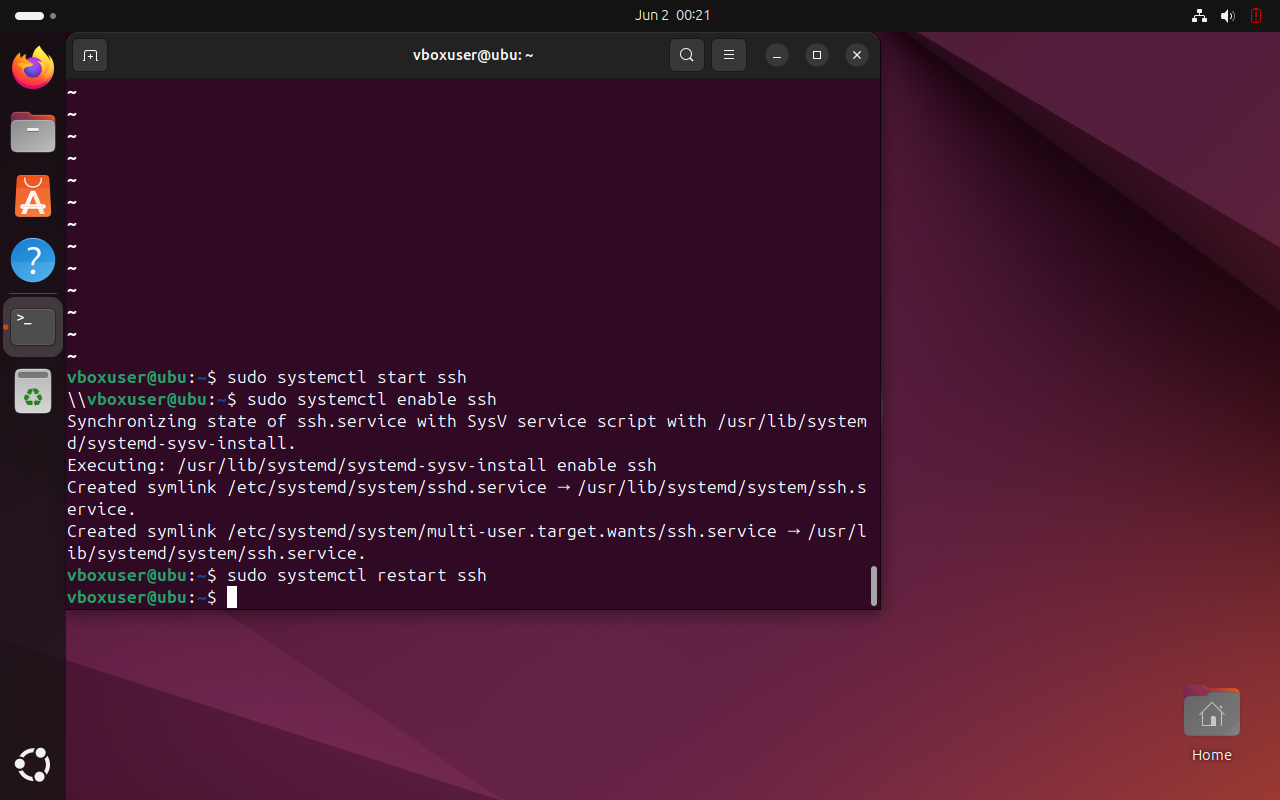 Jun 2 00:21
vboxuser@ubu: ~
~
~
~
~
~
~
~
~
~
~
~
~
~
vboxuser@ubu:~$ sudo systemctl start ssh
\\vboxuser@ubu:~$ sudo systemctl enable ssh
Synchronizing state of ssh.service with SysV service script with /usr/lib/system
d/systemd-sysv-install.
Executing: /usr/lib/systemd/systemd-sysv-install enable ssh
Created symlink /etc/systemd/system/sshd.service → /usr/lib/systemd/system/ssh.s
ervice.
Created symlink /etc/systemd/system/multi-user.target.wants/ssh.service → /usr/l
ib/systemd/system/ssh.service.
vboxuser@ubu:~$ sudo systemctl restart ssh
vboxuser@ubu:~$
Home